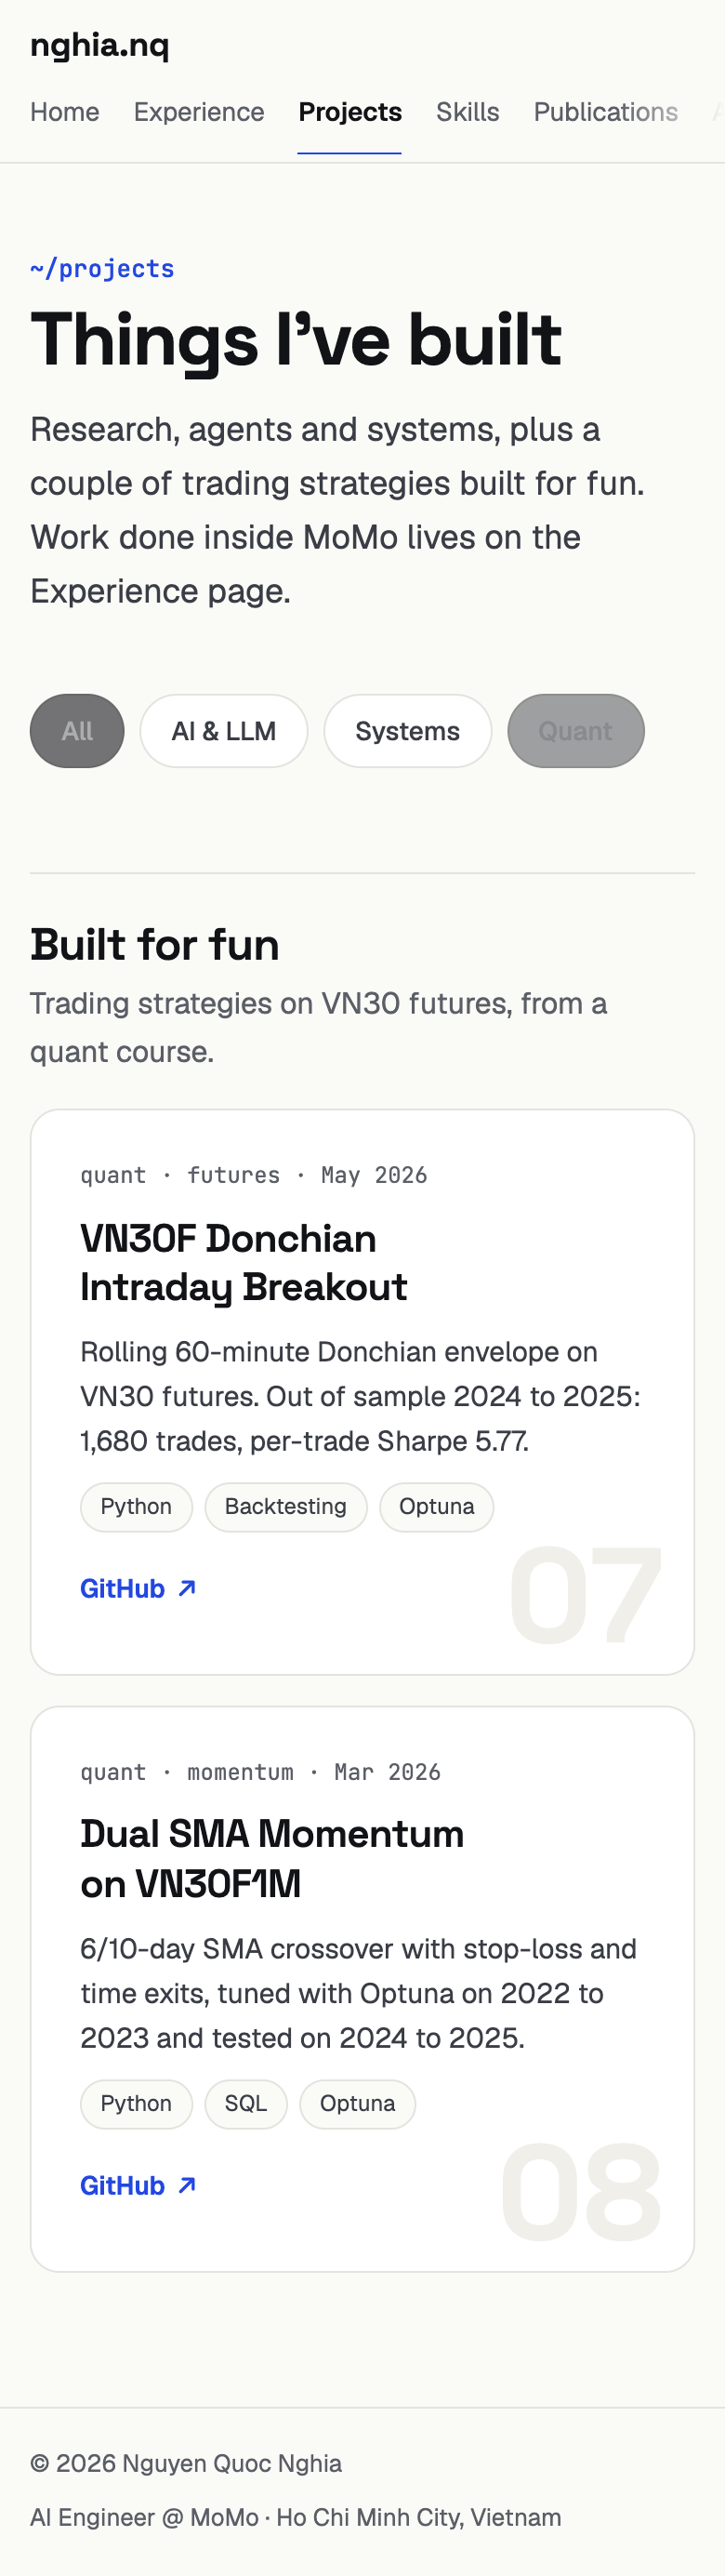 nghia.nq
Home Experience Projects Skills Publications
~/projects
Things I’ve built
Research, agents and systems, plus a
couple of trading strategies built for fun.
Work done inside MoMo lives on the
Experience page.
All AI & LLM Systems Quant
Built for fun
Trading strategies on VN30 futures, from a
quant course.
quant · futures · May 2026
VN30F Donchian
Intraday Breakout
Rolling 60-minute Donchian envelope on
VN30 futures. Out of sample 2024 to 2025:
1,680 trades, per-trade Sharpe 5.77.
Python Backtesting Optuna
GitHub ↗
07
quant · momentum · Mar 2026
Dual SMA Momentum
on VN30F1M
6/10-day SMA crossover with stop-loss and
time exits, tuned with Optuna on 2022 to
2023 and tested on 2024 to 2025.
Python SQL Optuna
GitHub ↗
08
© 2026 Nguyen Quoc Nghia
AI Engineer @ MoMo · Ho Chi Minh City, Vietnam